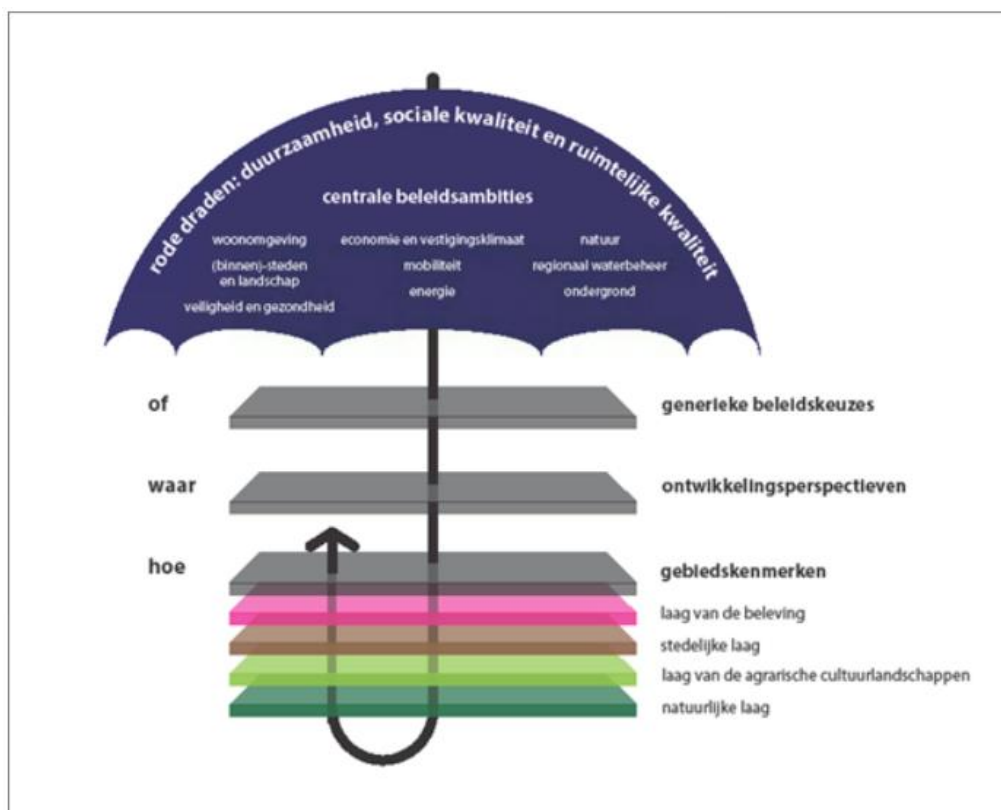 rode draden: duurzaamheid, sociale kwaliteit en ruimtelijke kwaliteit
centrale beleidsambities
woonomgeving
(binnen)-steden
en landschap
veiligheid en gezondheid
economie en vestigingsklimaat
mobiliteit
energie
natuur
regionaal waterbeheer
ondergrond
of
generieke beleidskeuzes
waar
ontwikkelingsperspectieven
hoe
gebiedskenmerken
laag van de beleving
stedelijke laag
laag van de agrarische cultuurlandschappen
natuurlijke laag